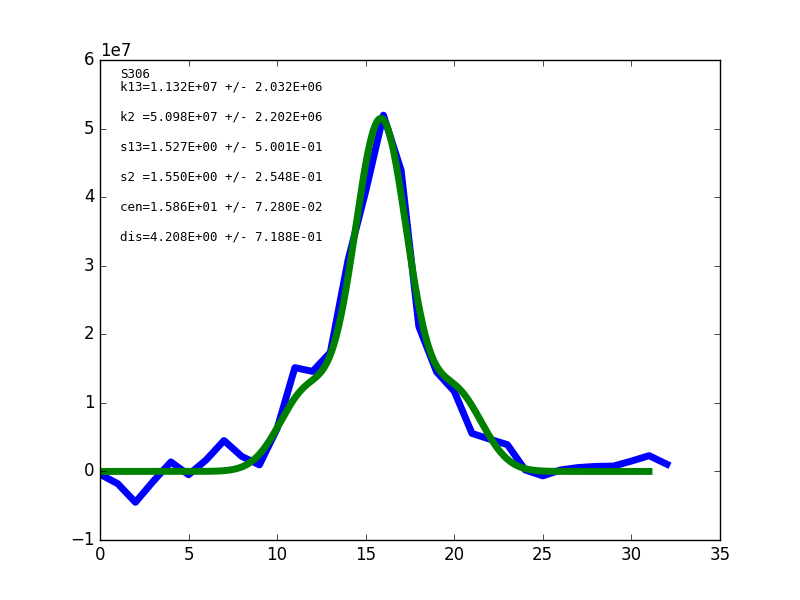 1e7
S306
k13=1.132E+07 +/- 2.032E+06
k2 =5.098E+07 +/- 2.202E+06
s13=1.527E+00 +/- 5.001E-01
s2 =1.550E+00 +/- 2.548E-01
cen=1.586E+01 +/- 7.280E-02
dis=4.208E+00 +/- 7.188E-01
6
5
4
3
2
1
0
−1
0 5 10 15 20 25 30 35